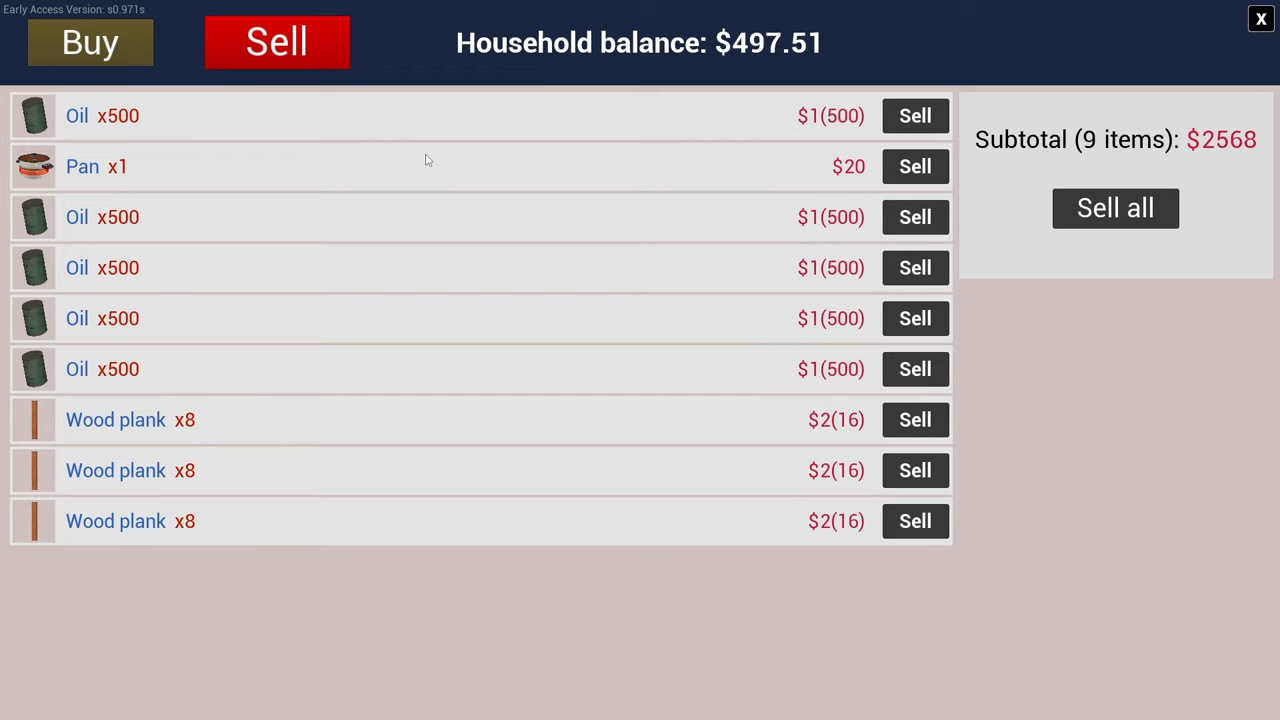 Early Access Version: s0.971s
Buy Sell Household balance: $497.51 X
Oil x500 $1(500) Sell
Subtotal (9 items): $2568
Pan x1 $20 Sell
Sell all
Oil x500 $1(500) Sell
Oil x500 $1(500) Sell
Oil x500 $1(500) Sell
Oil x500 $1(500) Sell
Wood plank x8 $2(16) Sell
Wood plank x8 $2(16) Sell
Wood plank x8 $2(16) Sell